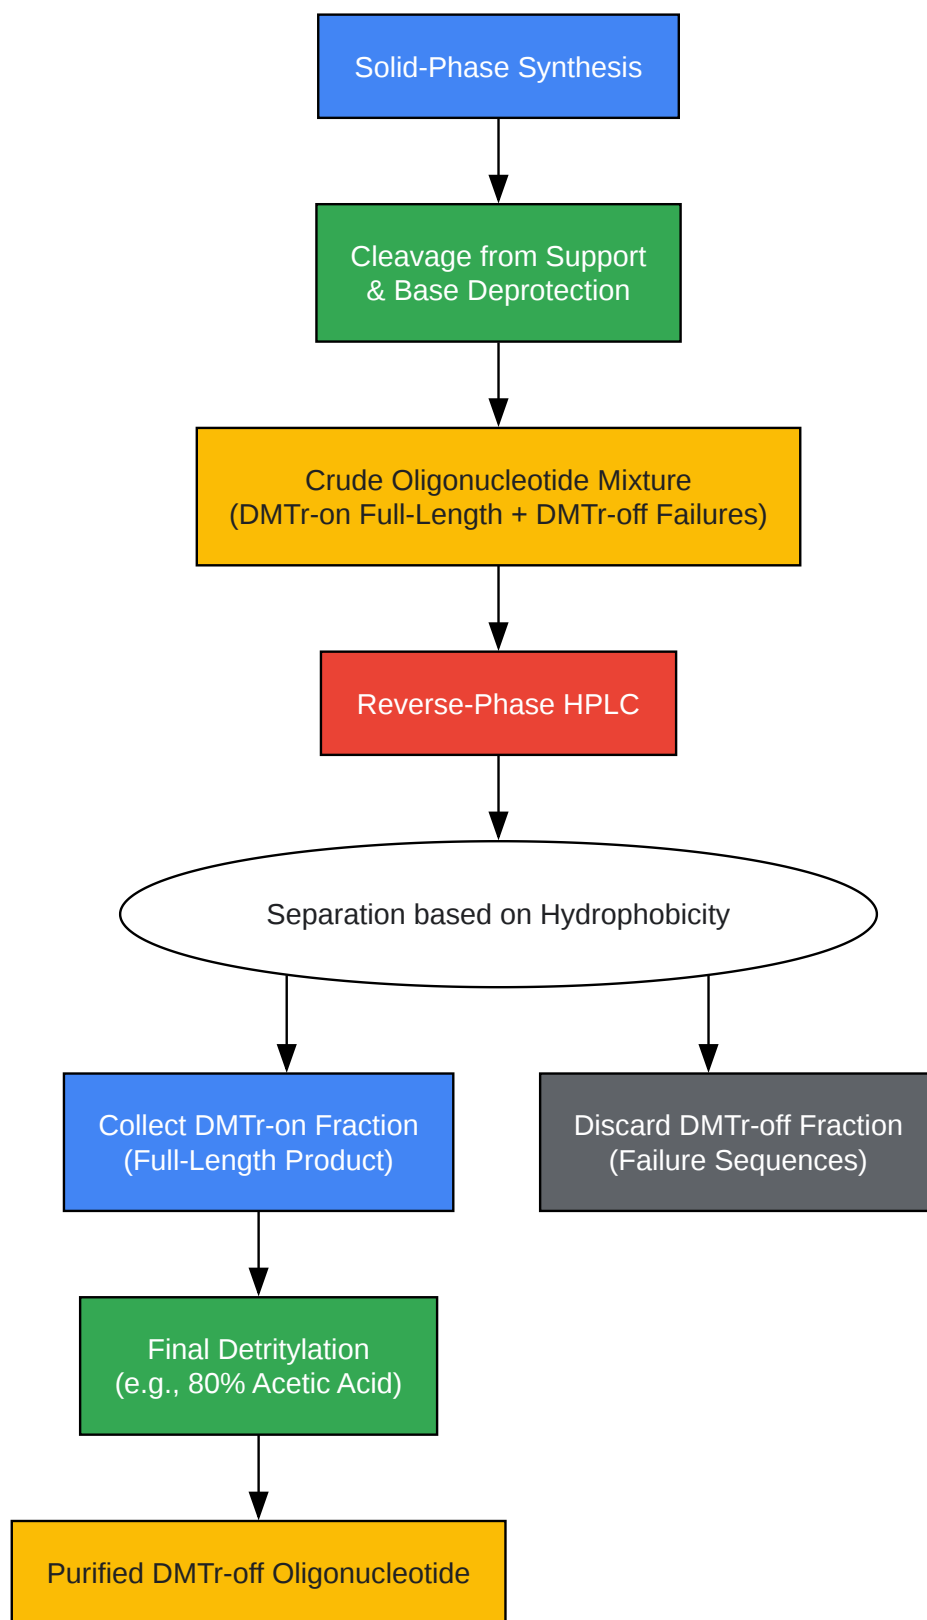 Solid-Phase Synthesis
Cleavage from Support
& Base Deprotection
Crude Oligonucleotide Mixture
(DMTr-on Full-Length + DMTr-off Failures)
Reverse-Phase HPLC
Separation based on Hydrophobicity
Collect DMTr-on Fraction
(Full-Length Product)
Discard DMTr-off Fraction
(Failure Sequences)
Final Detritylation
(e.g., 80% Acetic Acid)
Purified DMTr-off Oligonucleotide